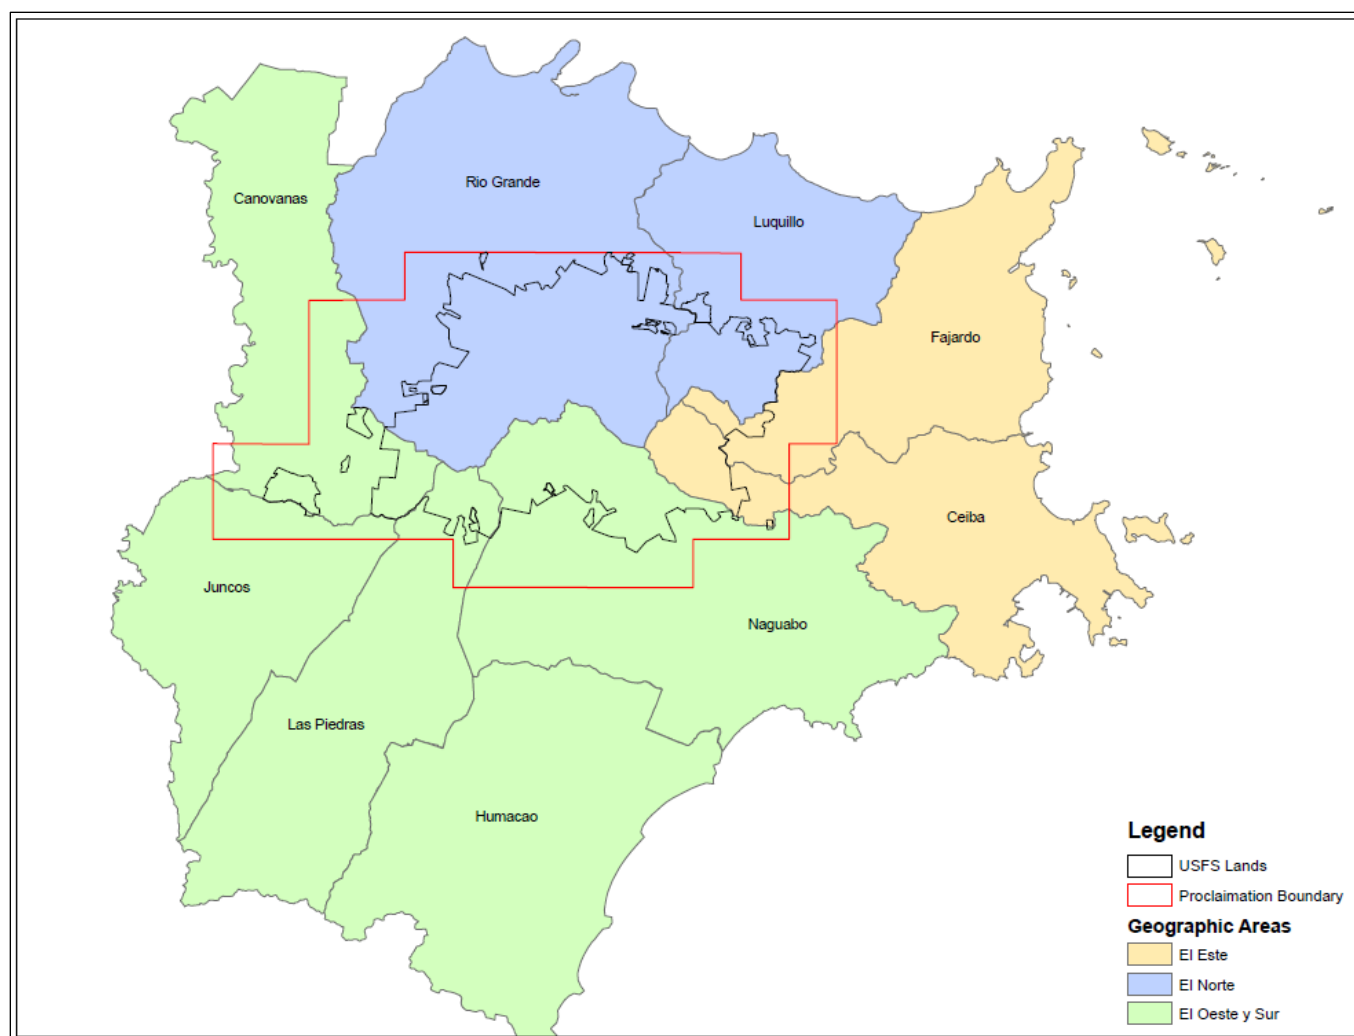 Rio Grande
Canovanas
Luquillo
Fajardo
Ceiba
Juncos
Naguabo
Las Piedras
Humacao
Legend
USFS Lands
Proclaimation Boundary
Geographic Areas
El Este
El Norte
El Oeste y Sur